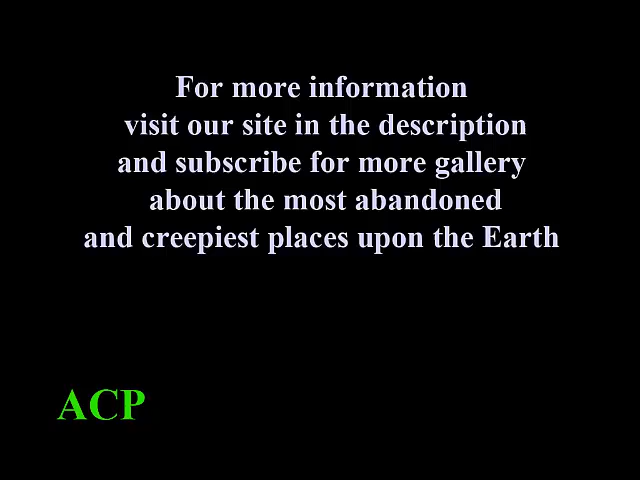 For more information
visit our site in the description
and subscribe for more gallery
about the most abandoned
and creepiest places upon the Earth
ACP